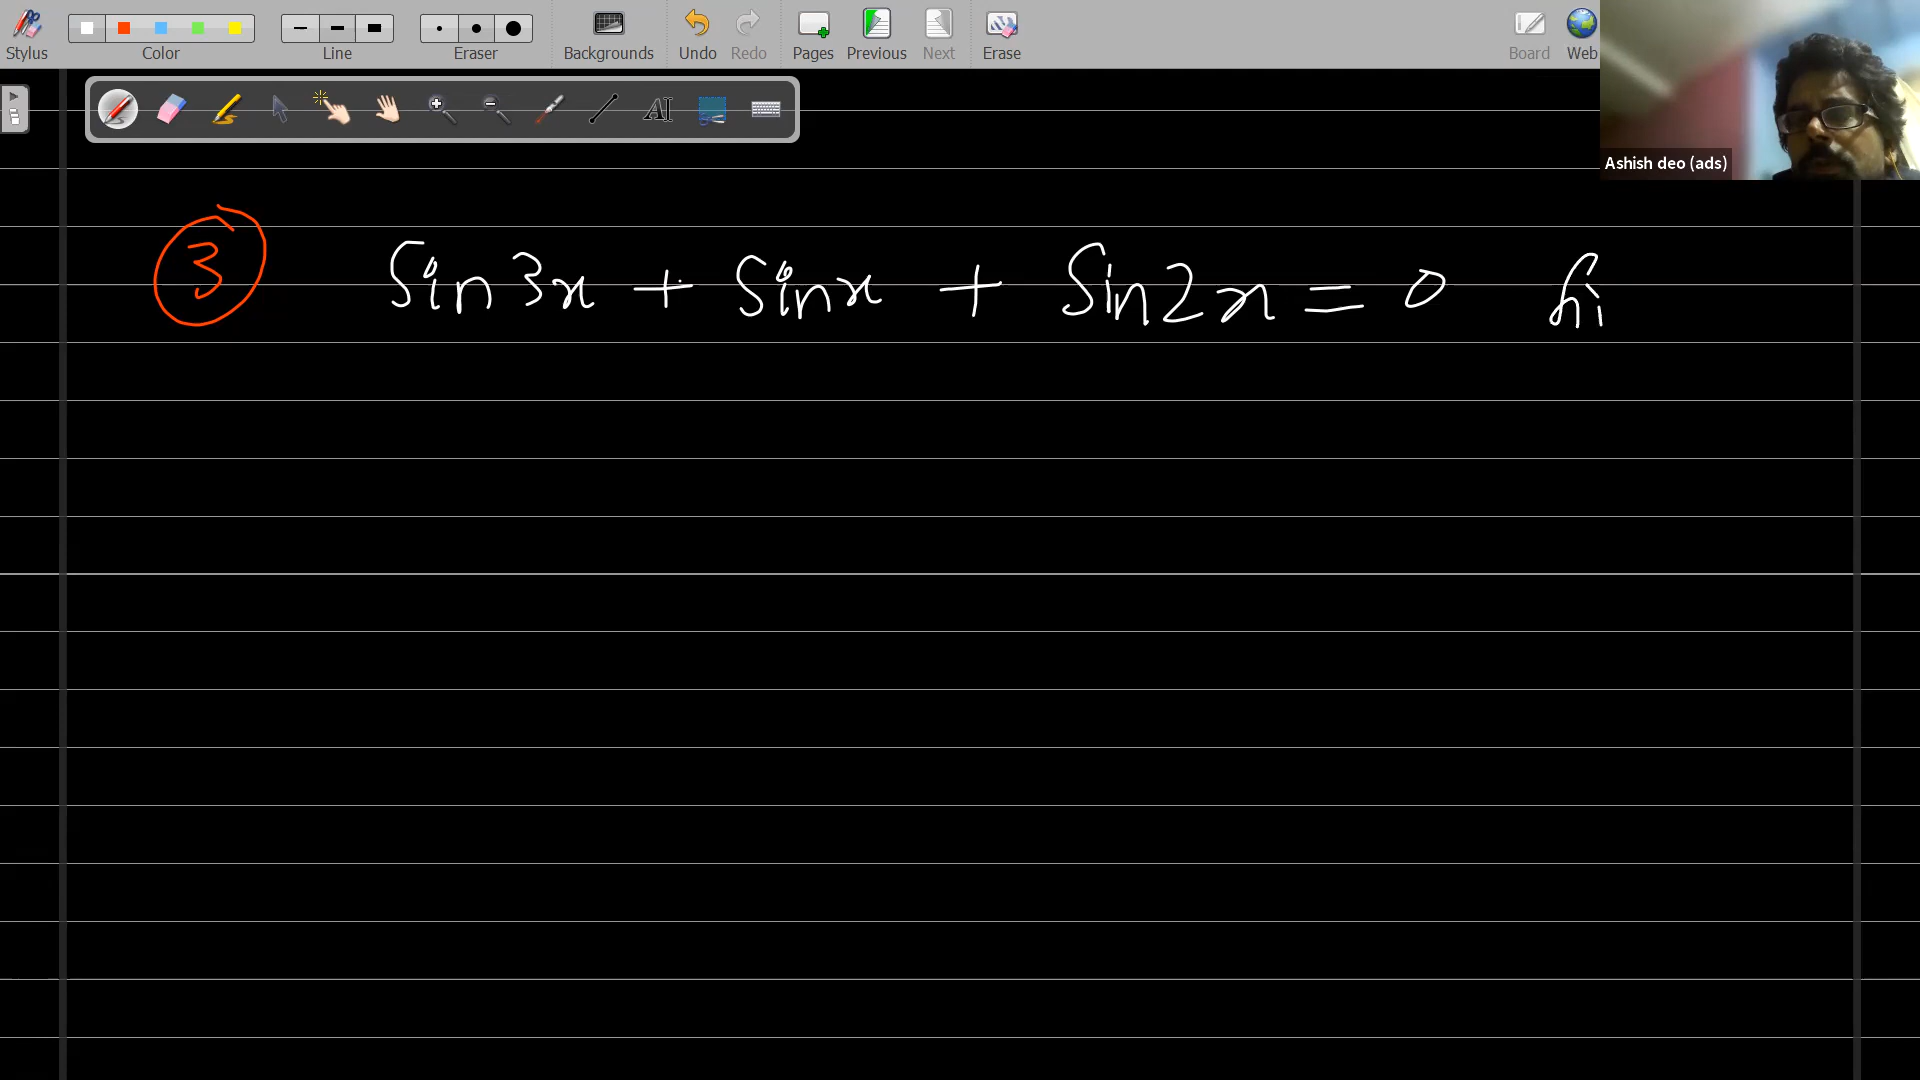 Stylus Color Line Eraser Backgrounds Undo Redo Pages Previous Next Erase Board Web
AI
Ashish deo (ads)
3 Sin3x + Sinx + Sin2x = 0